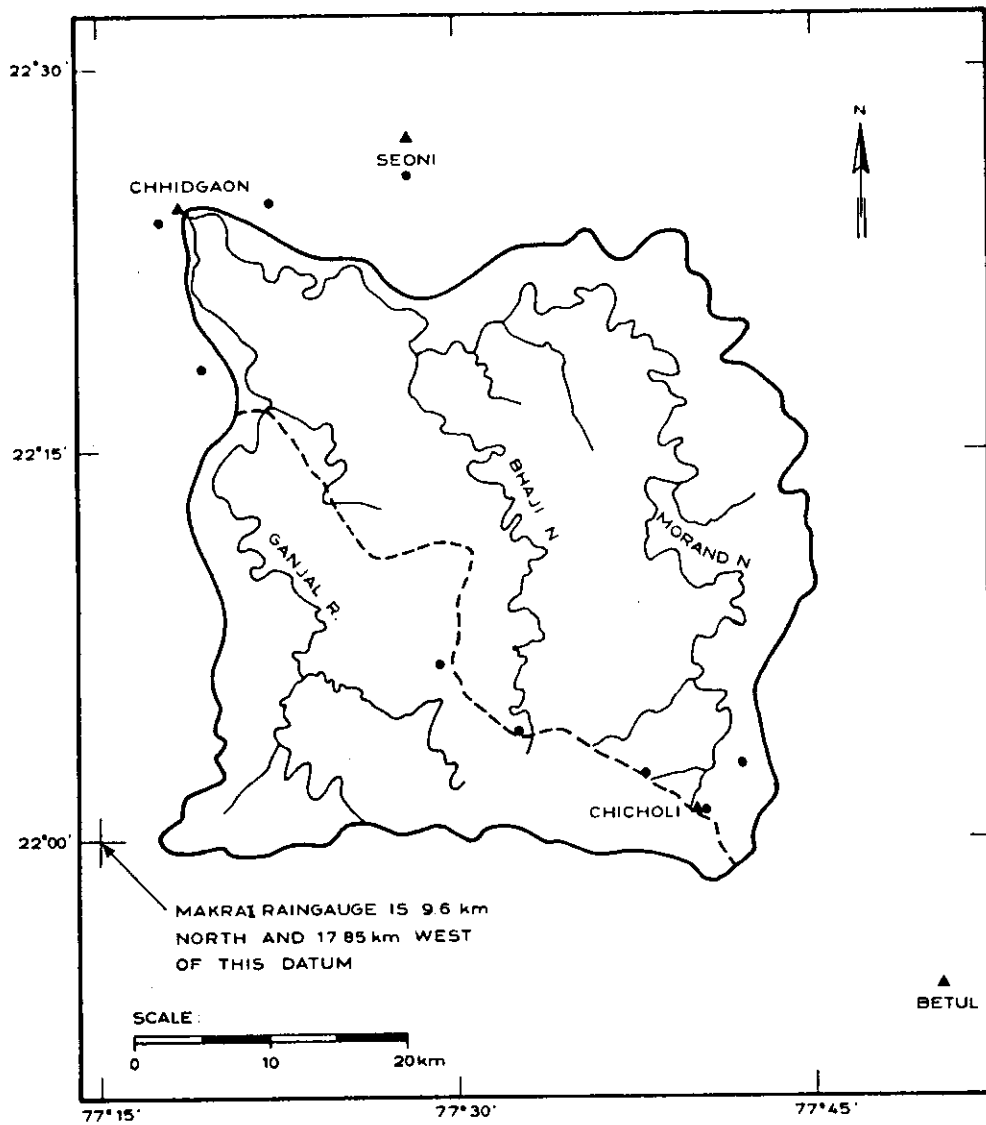 22°30'
N
SEONI
CHHIDGAON
22°15'
BHAJI N
MORAND N
GANJAL R.
CHICHOLI
22°00'
MAKRAI RAINGAUGE IS 9.6 km
NORTH AND 17 85 km WEST
OF THIS DATUM
BETUL
SCALE:
0 10 20km
77°15' 77°30' 77°45'